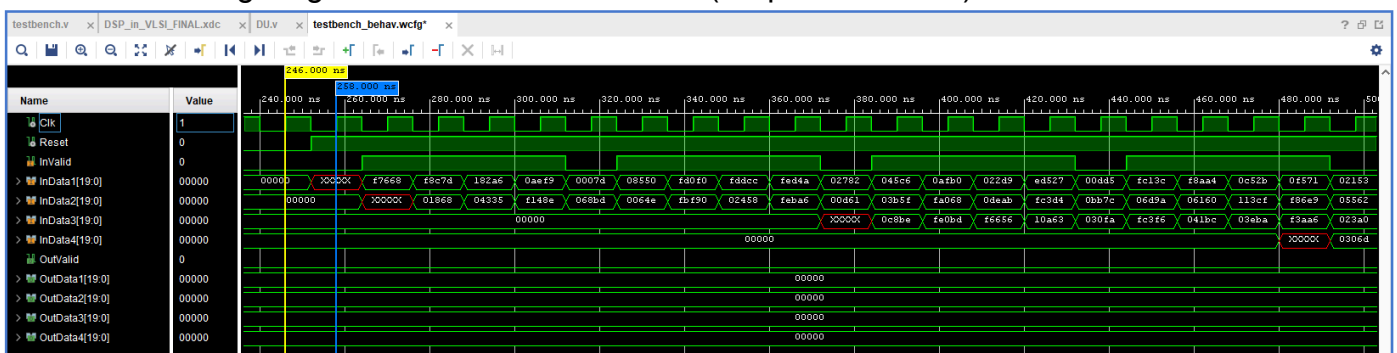 testbench.v × DSP_in_VLSI_FINAL.xdc × DU.v × testbench_behav.wcfg* ×
246.000 ns
258.000 ns
Name Value
240.000 ns 260.000 ns 280.000 ns 300.000 ns 320.000 ns 340.000 ns 360.000 ns 380.000 ns 400.000 ns 420.000 ns 440.000 ns 460.000 ns 480.000 ns 50
Clk 1
Reset 0
InValid 0
InData1[19:0] 00000 00000 XXXXX f7668 f8c7d 182a6 0aef9 0007d 08550 fd0f0 fddcc fed4a 02782 045c6 0afb0 022d9 ed527 00dd5 fc13c f8aa4 0c52b 0f571 02153
InData2[19:0] 00000 00000 XXXXX 01868 04335 f148e 068bd 0064e fbf90 02458 feba6 00d61 03b5f fa068 0deab fc3d4 0bb7c 06d9a 06160 113cf f86e9 05562
InData3[19:0] 00000 00000 XXXXX 0c8be fe0bd f6656 10a63 030fa fc3f6 041bc 03eba f3aa6 023a0
InData4[19:0] 00000 00000 XXXXX 0306d
OutValid 0
OutData1[19:0] 00000 00000
OutData2[19:0] 00000 00000
OutData3[19:0] 00000 00000
OutData4[19:0] 00000 00000